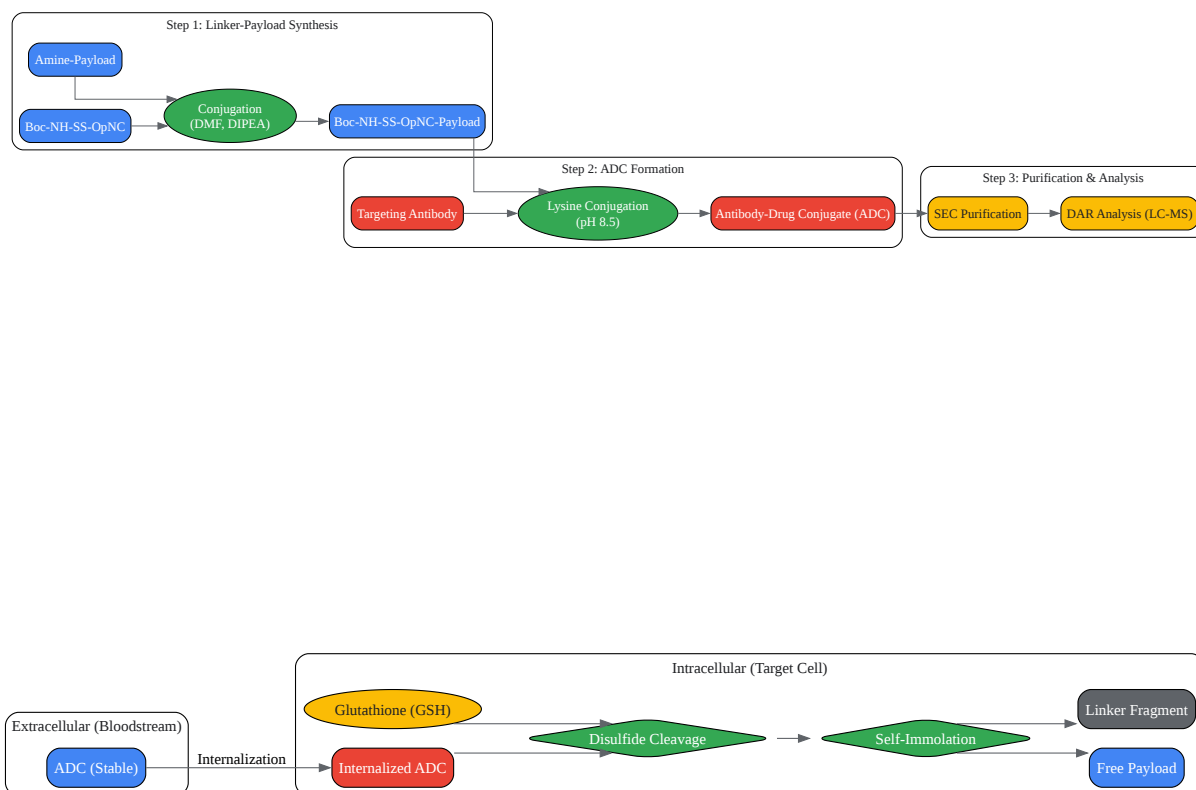 Step 1: Linker-Payload Synthesis
Amine-Payload
Boc-NH-SS-OpNC
Conjugation
(DMF, DIPEA)
Boc-NH-SS-OpNC-Payload
Step 2: ADC Formation
Targeting Antibody
Lysine Conjugation
(pH 8.5)
Antibody-Drug Conjugate (ADC)
Step 3: Purification & Analysis
SEC Purification
DAR Analysis (LC-MS)
Extracellular (Bloodstream)
ADC (Stable)
Internalization
Intracellular (Target Cell)
Glutathione (GSH)
Internalized ADC
Disulfide Cleavage
Self-Immolation
Linker Fragment
Free Payload